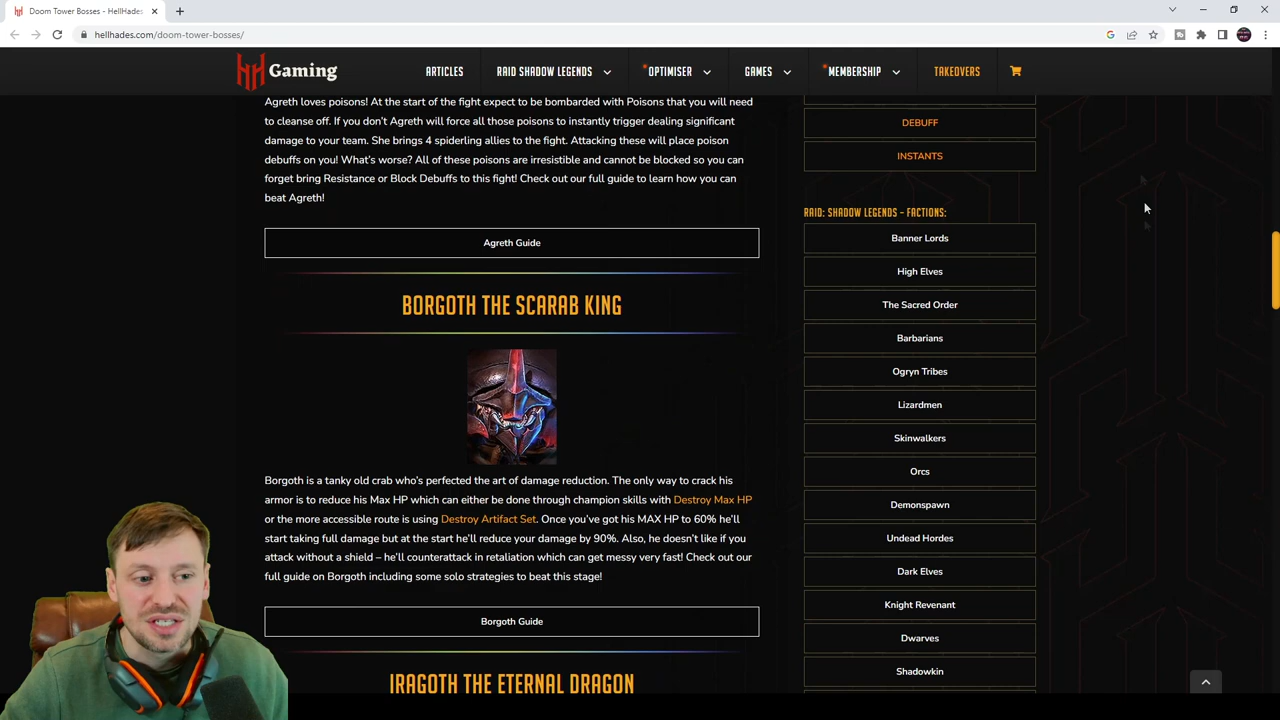 Doom Tower Bosses - HellHades
hellhades.com/doom-tower-bosses/
Gaming
ARTICLES
RAID SHADOW LEGENDS
OPTIMISER
GAMES
MEMBERSHIP
TAKEOVERS
Agreth loves poisons! At the start of the fight expect to be bombarded with Poisons that you will need
to cleanse off. If you don't Agreth will force all those poisons to instantly trigger dealing significant
damage to your team. She brings 4 spiderling allies to the fight. Attacking these will place poison
debuffs on you! What's worse? All of these poisons are irresistible and cannot be blocked so you can
forget bring Resistance or Block Debuffs to this fight! Check out our full guide to learn how you can
beat Agreth!
Agreth Guide
BORGOTH THE SCARAB KING
Borgoth is a tanky old crab who's perfected the art of damage reduction. The only way to crack his
armor is to reduce his Max HP which can either be done through champion skills with Destroy Max HP
or the more accessible route is using Destroy Artifact Set. Once you've got his MAX HP to 60% he'll
start taking full damage but at the start he'll reduce your damage by 90%. Also, he doesn't like if you
attack without a shield – he'll counterattack in retaliation which can get messy very fast! Check out our
full guide on Borgoth including some solo strategies to beat this stage!
Borgoth Guide
IRAGOTH THE ETERNAL DRAGON
DEBUFF
INSTANTS
RAID: SHADOW LEGENDS - FACTIONS:
Banner Lords
High Elves
The Sacred Order
Barbarians
Ogryn Tribes
Lizardmen
Skinwalkers
Orcs
Demonspawn
Undead Hordes
Dark Elves
Knight Revenant
Dwarves
Shadowkin